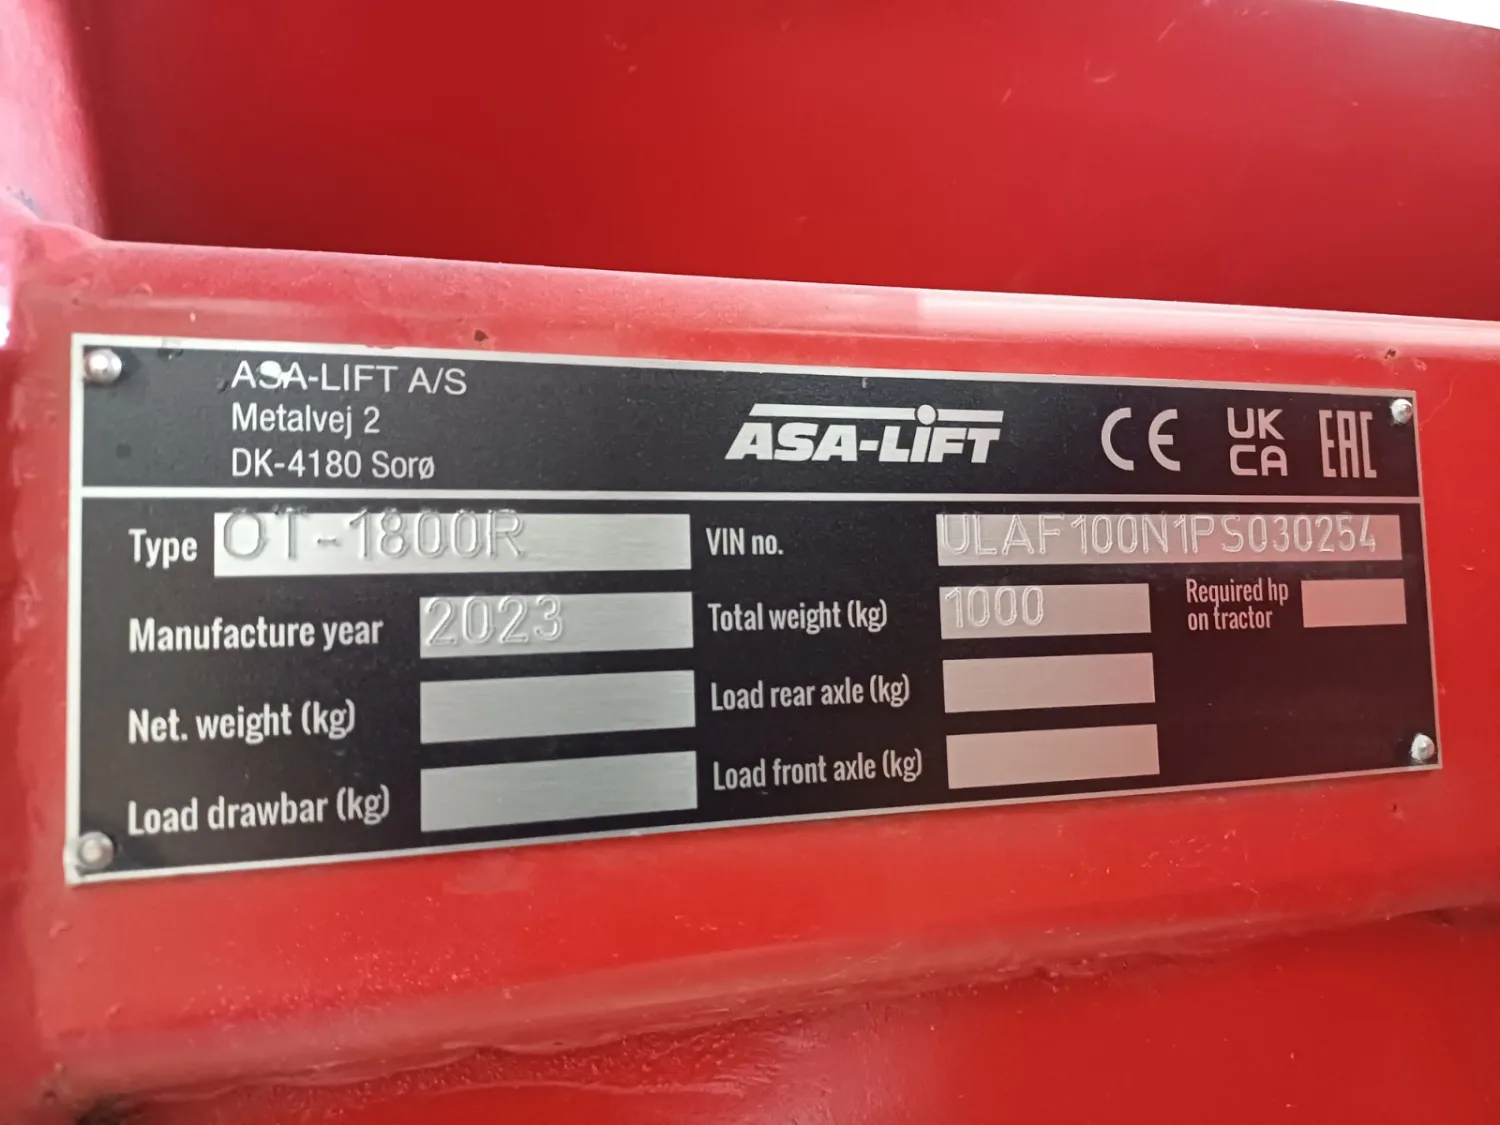 ASA-LIFT A/S
Metalvej 2
DK-4180 Sorø
ASA-LIFT
CE
UK
CA
EAC
Type OT-1800R
Manufacture year 2023
Net. weight (kg)
Load drawbar (kg)
VIN no. ULAF100N1PS030254
Total weight (kg) 1000
Required hp
on tractor
Load rear axle (kg)
Load front axle (kg)